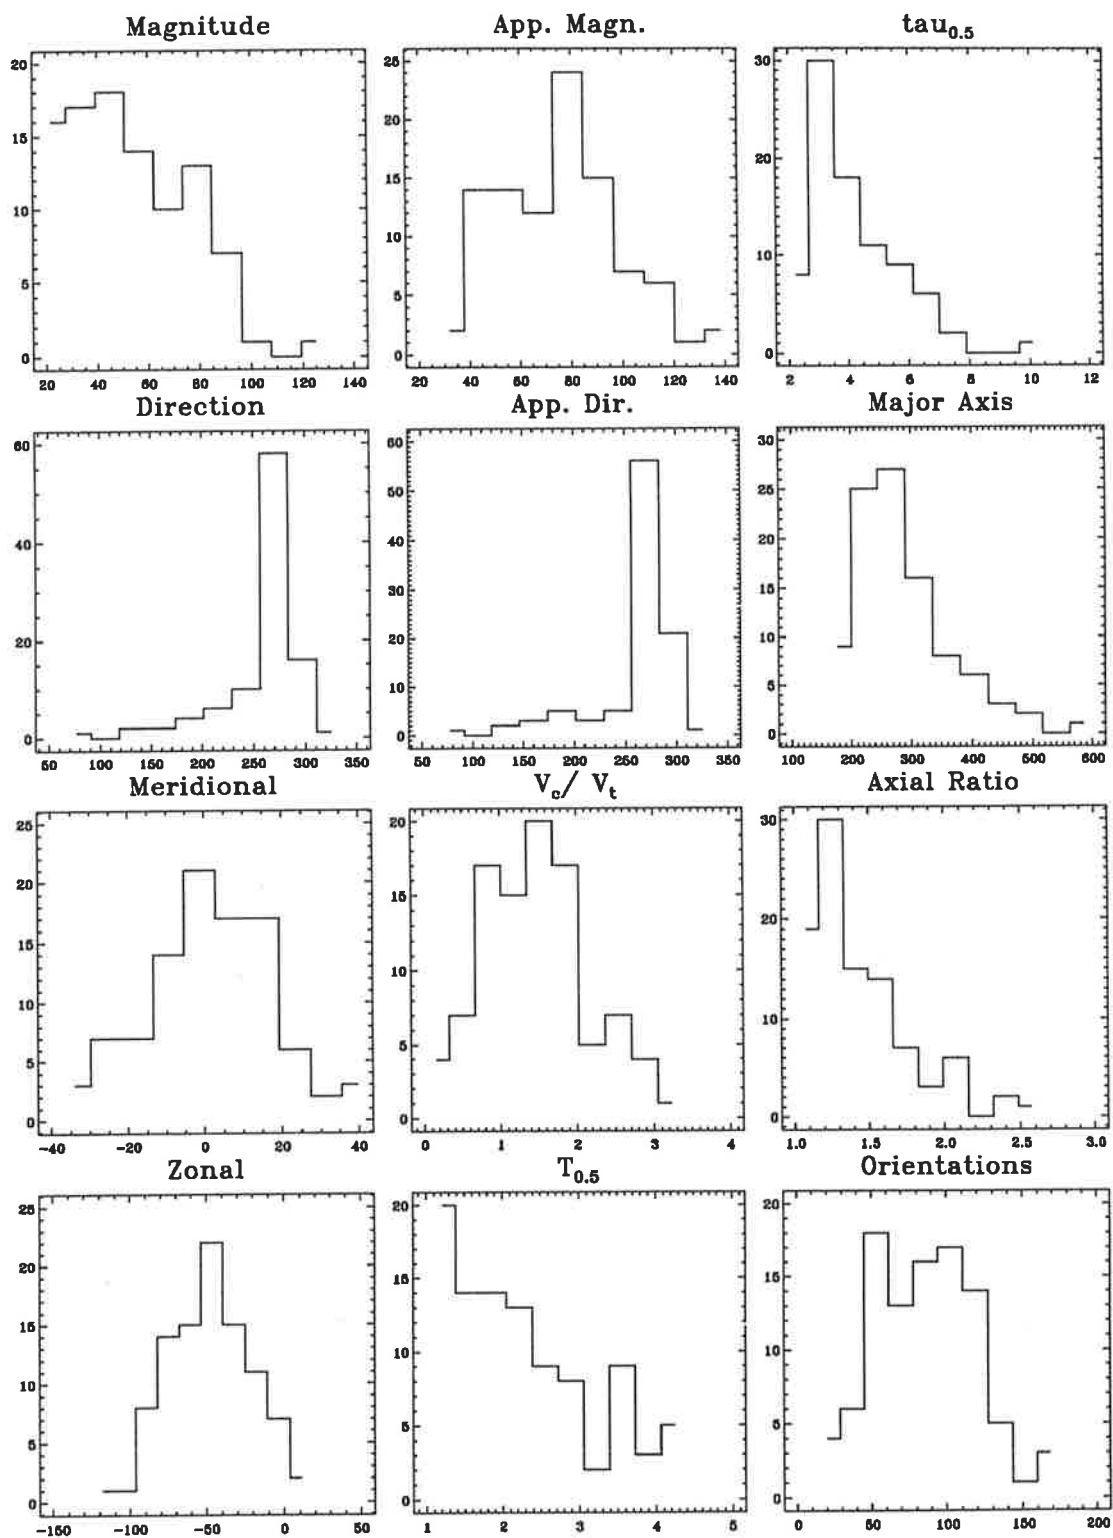 Magnitude App. Magn. tau0.5
20 25 30
15 20 20
10 15 10
5 10 0
0 5
0
20 40 60 80 100 120 140 20 40 60 80 100 120 140 2 4 6 8 10 12
Direction App. Dir. Major Axis
60 60 30
40 50 25
20 40 20
0 30 15
20 10
10 5
0 0
50 100 150 200 250 300 350 50 100 150 200 250 300 350 100 200 300 400 500 600
Meridional Vc/ Vt Axial Ratio
25 20 30
20 15 20
15 10 10
10 5 0
5 0
0
-40 -20 0 20 40 0 1 2 3 4 1.0 1.5 2.0 2.5 3.0
Zonal T0.5 Orientations
25 20 20
20 15 15
15 10 10
10 5 5
5 0 0
0
-150 -100 -50 0 50 1 2 3 4 5 0 50 100 150 200